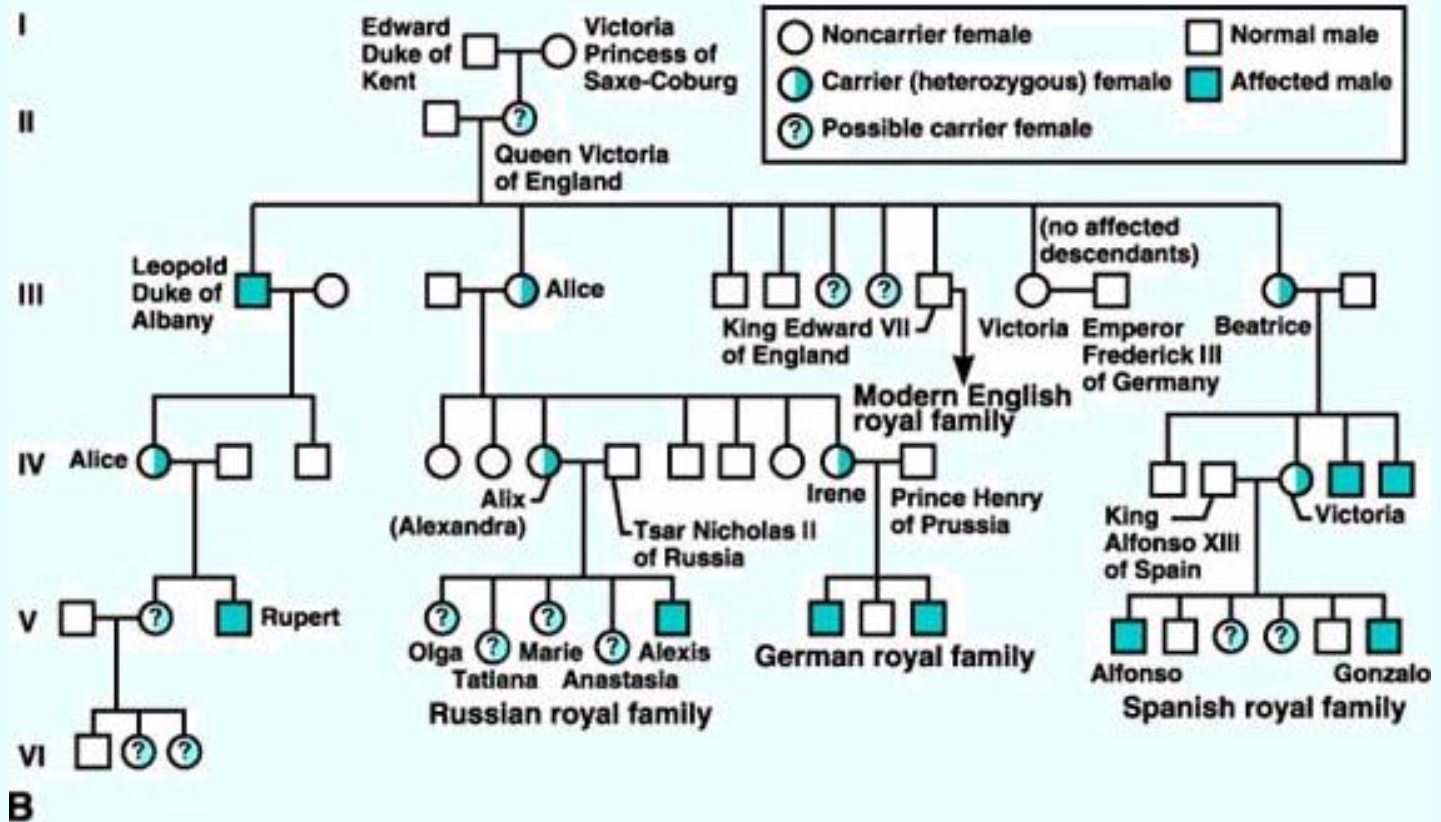 I
Edward
Duke of
Kent
Victoria
Princess of
Saxe-Coburg
Noncarrier female
Normal male
Carrier (heterozygous) female
Affected male
? Possible carrier female
II
?
Queen Victoria
of England
III
Leopold
Duke of
Albany
Alice
? ?
King Edward VII
of England
(no affected
descendants)
Victoria
Emperor
Frederick III
of Germany
Beatrice
Modern English
royal family
IV
Alice
Alix
(Alexandra)
Tsar Nicholas II
of Russia
Irene
Prince Henry
of Prussia
King
Alfonso XIII
of Spain
Victoria
V
?
Rupert
? ? ? ?
Olga
Tatiana
Marie
Anastasia
Alexis
Russian royal family
German royal family
? ?
Alfonso
Gonzalo
Spanish royal family
VI
? ?
B